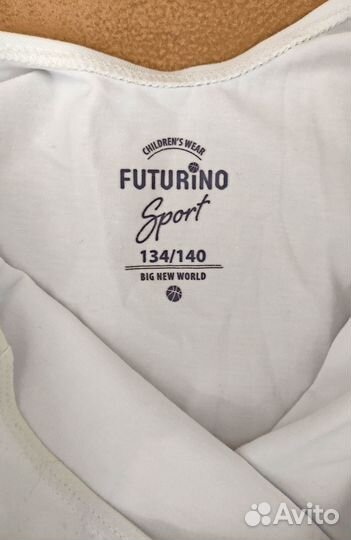 CHILDREN'S WEAR
FUTURINO
Sport
134/140
BIG NEW WORLD
Avito